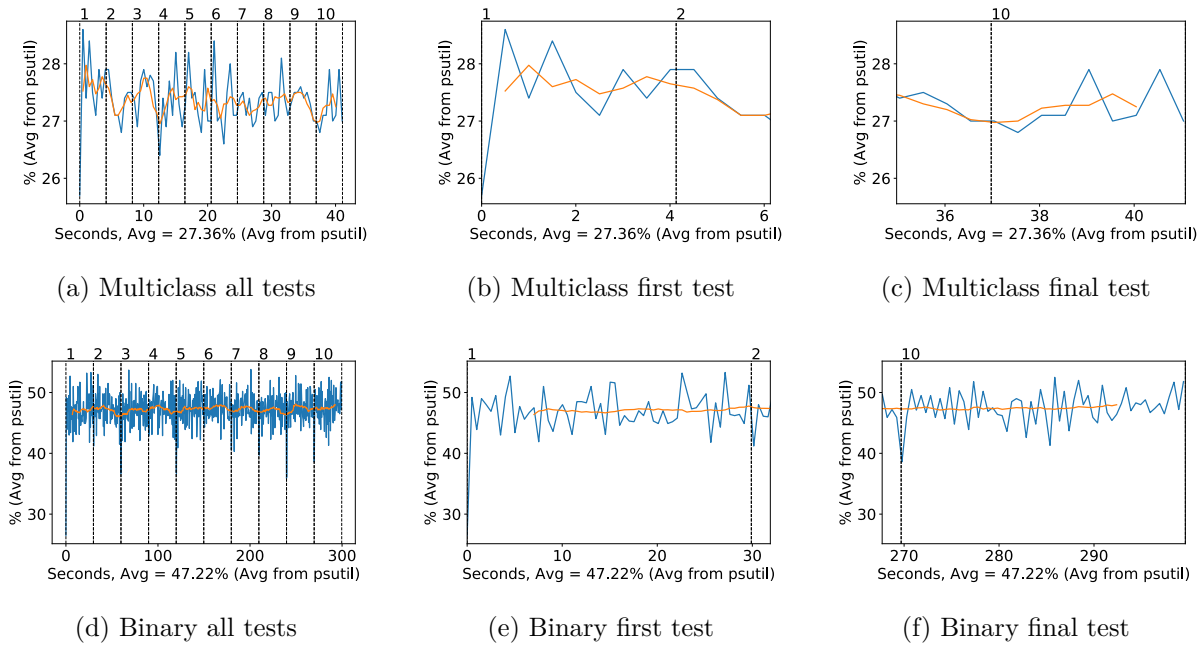 1 2 3 4 5 6 7 8 9 10
28
27
26
% (Avg from psutil)
0 10 20 30 40
Seconds, Avg = 27.36% (Avg from psutil)
(a) Multiclass all tests
1 2
28
27
26
% (Avg from psutil)
0 2 4 6
Seconds, Avg = 27.36% (Avg from psutil)
(b) Multiclass first test
10
28
27
26
% (Avg from psutil)
36 38 40
Seconds, Avg = 27.36% (Avg from psutil)
(c) Multiclass final test
1 2 3 4 5 6 7 8 9 10
50
40
30
% (Avg from psutil)
0 100 200 300
Seconds, Avg = 47.22% (Avg from psutil)
(d) Binary all tests
1 2
50
40
30
% (Avg from psutil)
0 10 20 30
Seconds, Avg = 47.22% (Avg from psutil)
(e) Binary first test
10
50
40
30
% (Avg from psutil)
270 280 290
Seconds, Avg = 47.22% (Avg from psutil)
(f) Binary final test